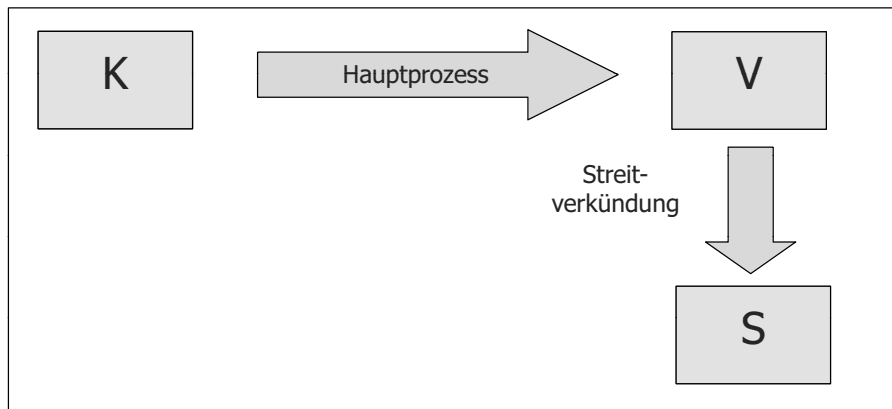 K
Hauptprozess
V
Streit-
verkündung
S